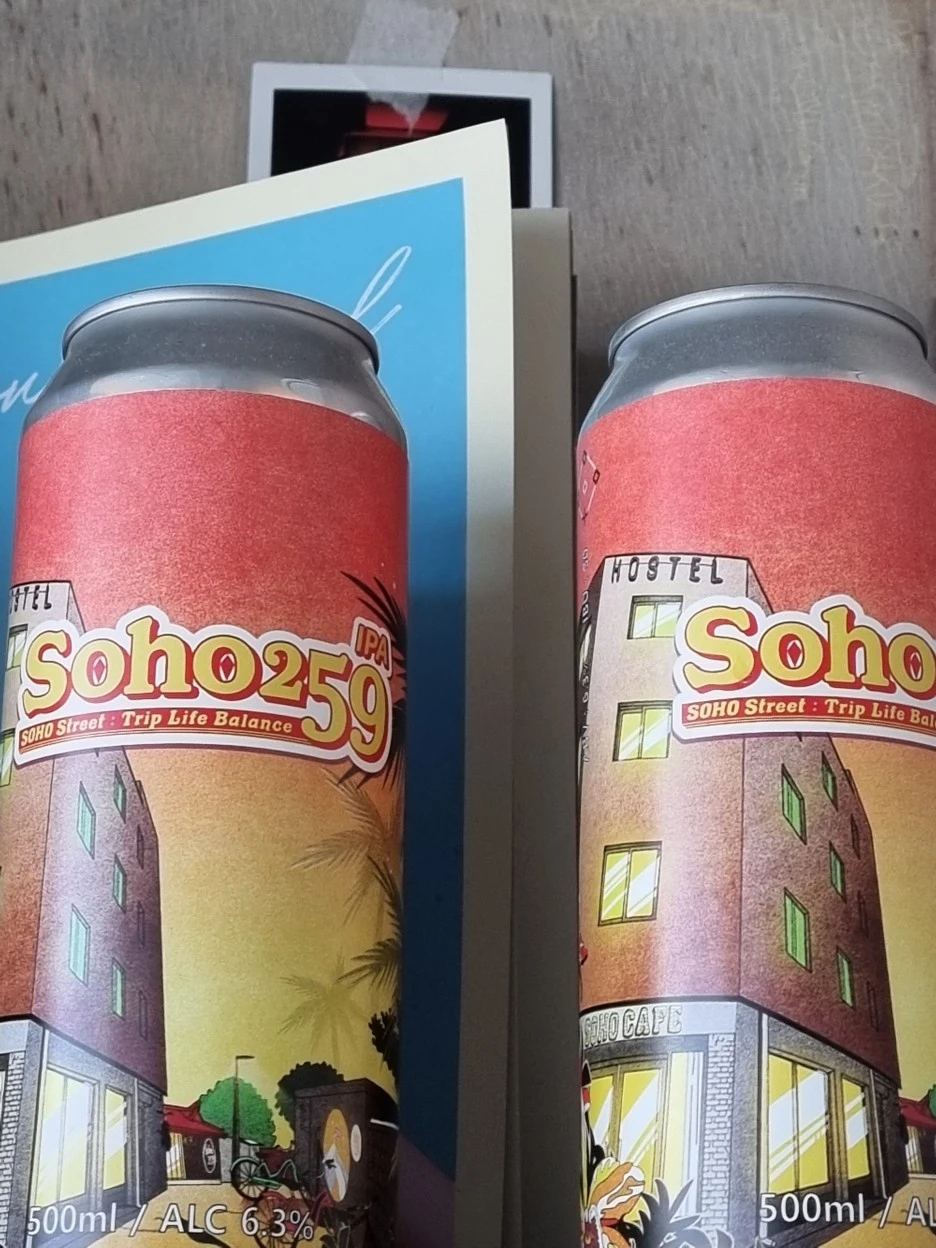 OSTEL
Soho259
IPA
SOHO Street : Trip Life Balance
500ml / ALC 6.3%
HOSTEL
Soho
SOHO Street : Trip Life Bal
SOHO CAFE
500ml / AL